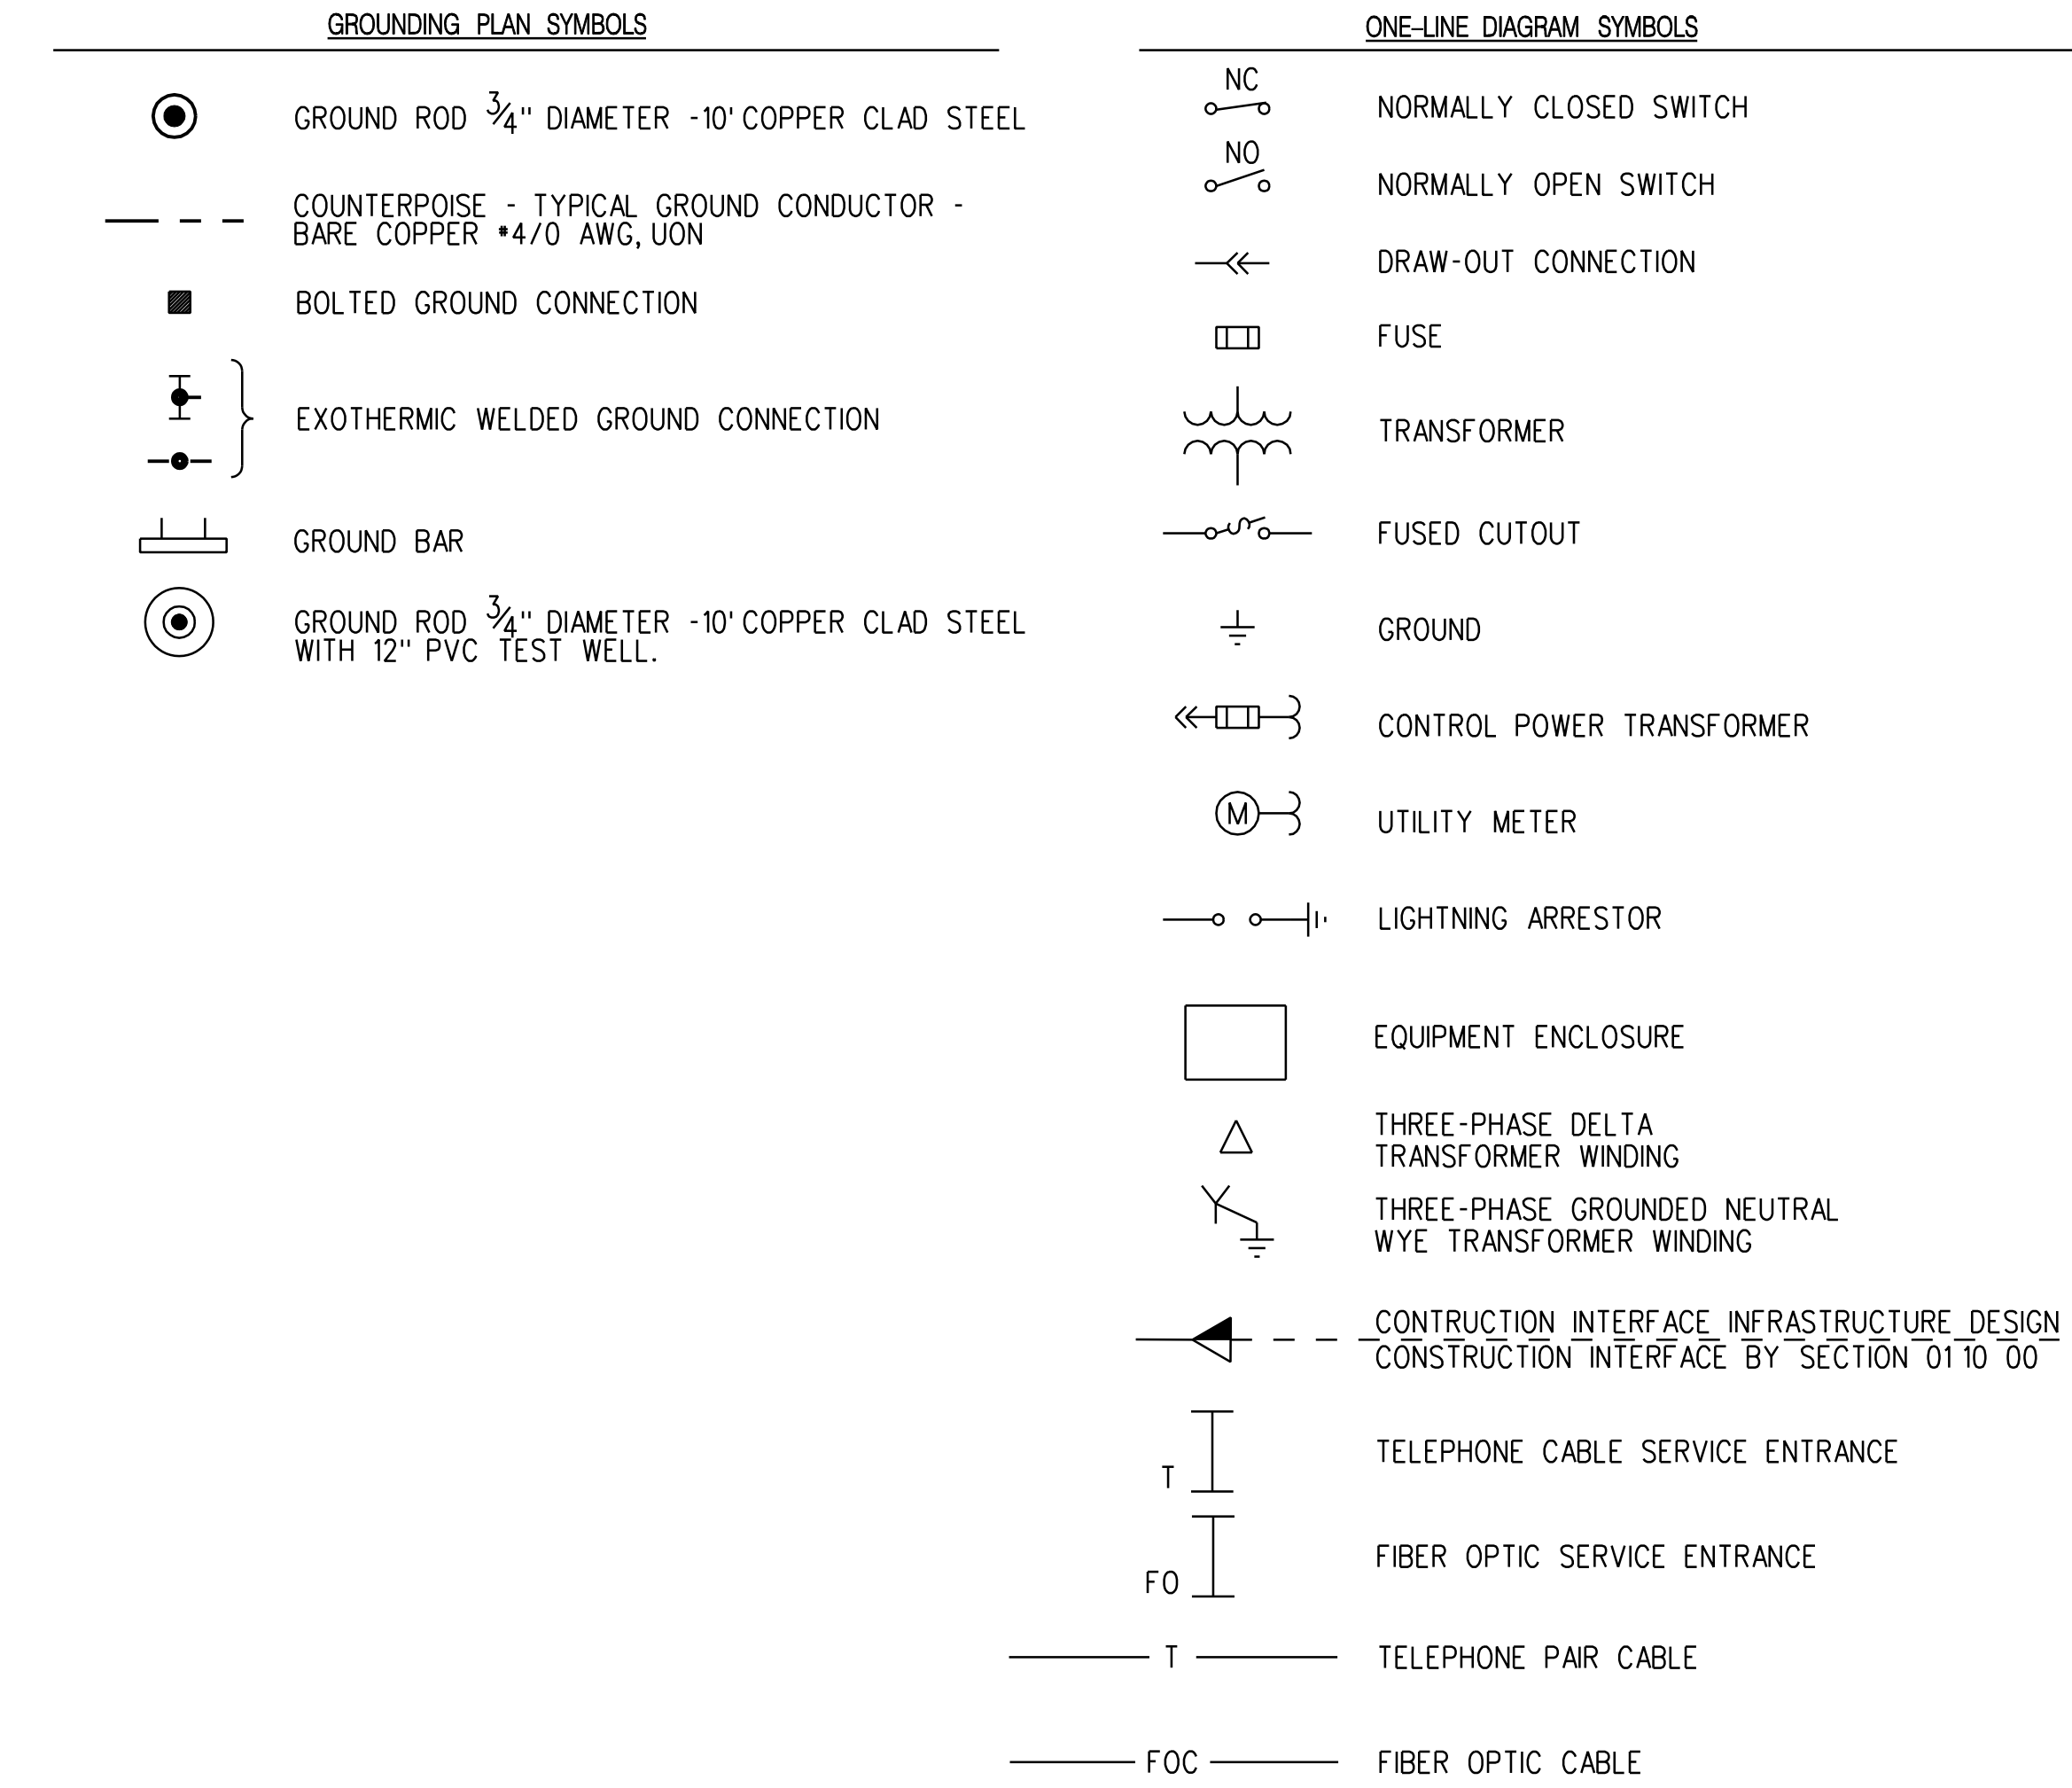 GROUNDING PLAN SYMBOLS
GROUND ROD 3/4" DIAMETER -10' COPPER CLAD STEEL
COUNTERPOISE - TYPICAL GROUND CONDUCTOR -
BARE COPPER #4/0 AWG, UON
BOLTED GROUND CONNECTION
EXOTHERMIC WELDED GROUND CONNECTION
GROUND BAR
GROUND ROD 3/4" DIAMETER -10' COPPER CLAD STEEL
WITH 12" PVC TEST WELL.
ONE-LINE DIAGRAM SYMBOLS
NC
NORMALLY CLOSED SWITCH
NO
NORMALLY OPEN SWITCH
DRAW-OUT CONNECTION
FUSE
TRANSFORMER
FUSED CUTOUT
GROUND
CONTROL POWER TRANSFORMER
M
UTILITY METER
LIGHTNING ARRESTOR
EQUIPMENT ENCLOSURE
THREE-PHASE DELTA
TRANSFORMER WINDING
THREE-PHASE GROUNDED NEUTRAL
WYE TRANSFORMER WINDING
CONTRUCTION INTERFACE INFRASTRUCTURE DESIGN
CONSTRUCTION INTERFACE BY SECTION 01 10 00
TELEPHONE CABLE SERVICE ENTRANCE
T
FIBER OPTIC SERVICE ENTRANCE
FO
T
TELEPHONE PAIR CABLE
FOC
FIBER OPTIC CABLE